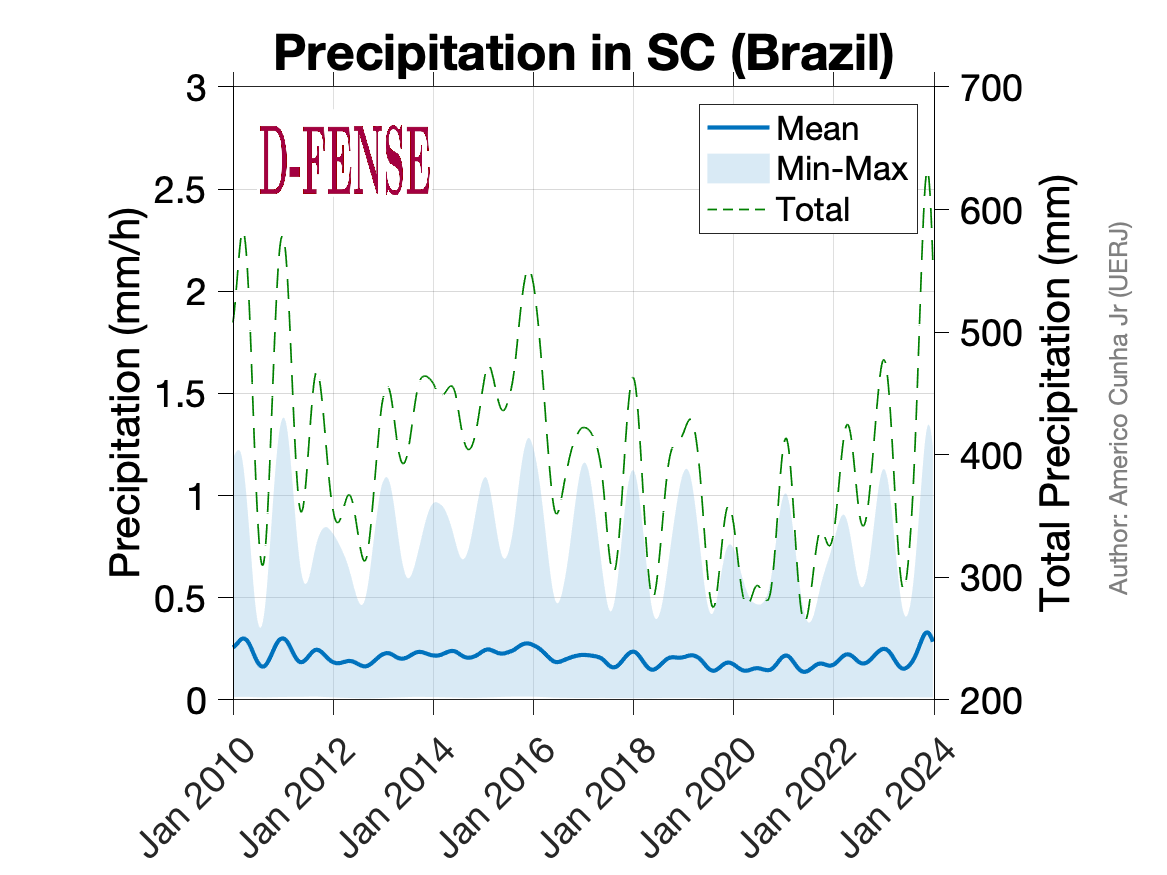 Precipitation in SC (Brazil)
D-FENSE
Mean
Min-Max
Total
Precipitation (mm/h)
3
2.5
2
1.5
1
0.5
0
700
600
500
400
300
200
Total Precipitation (mm)
Author: Americo Cunha Jr (UERJ)
Jan 2010
Jan 2012
Jan 2014
Jan 2016
Jan 2018
Jan 2020
Jan 2022
Jan 2024